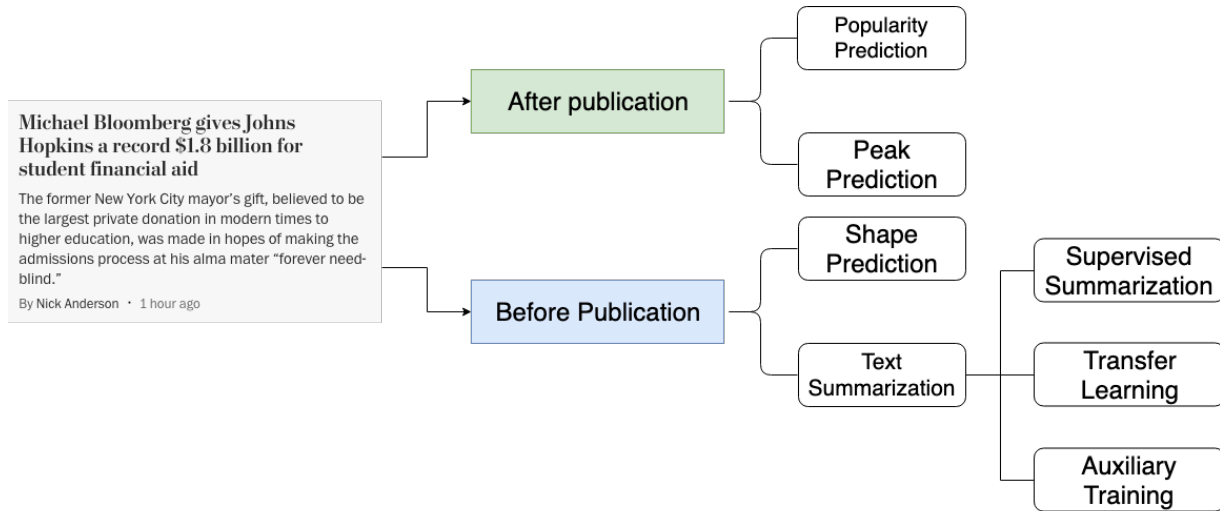 Michael Bloomberg gives Johns
Hopkins a record $1.8 billion for
student financial aid
The former New York City mayor’s gift, believed to be
the largest private donation in modern times to
higher education, was made in hopes of making the
admissions process at his alma mater “forever need-
blind.”
By Nick Anderson • 1 hour ago
After publication
Popularity
Prediction
Peak
Prediction
Before Publication
Shape
Prediction
Text
Summarization
Supervised
Summarization
Transfer
Learning
Auxiliary
Training